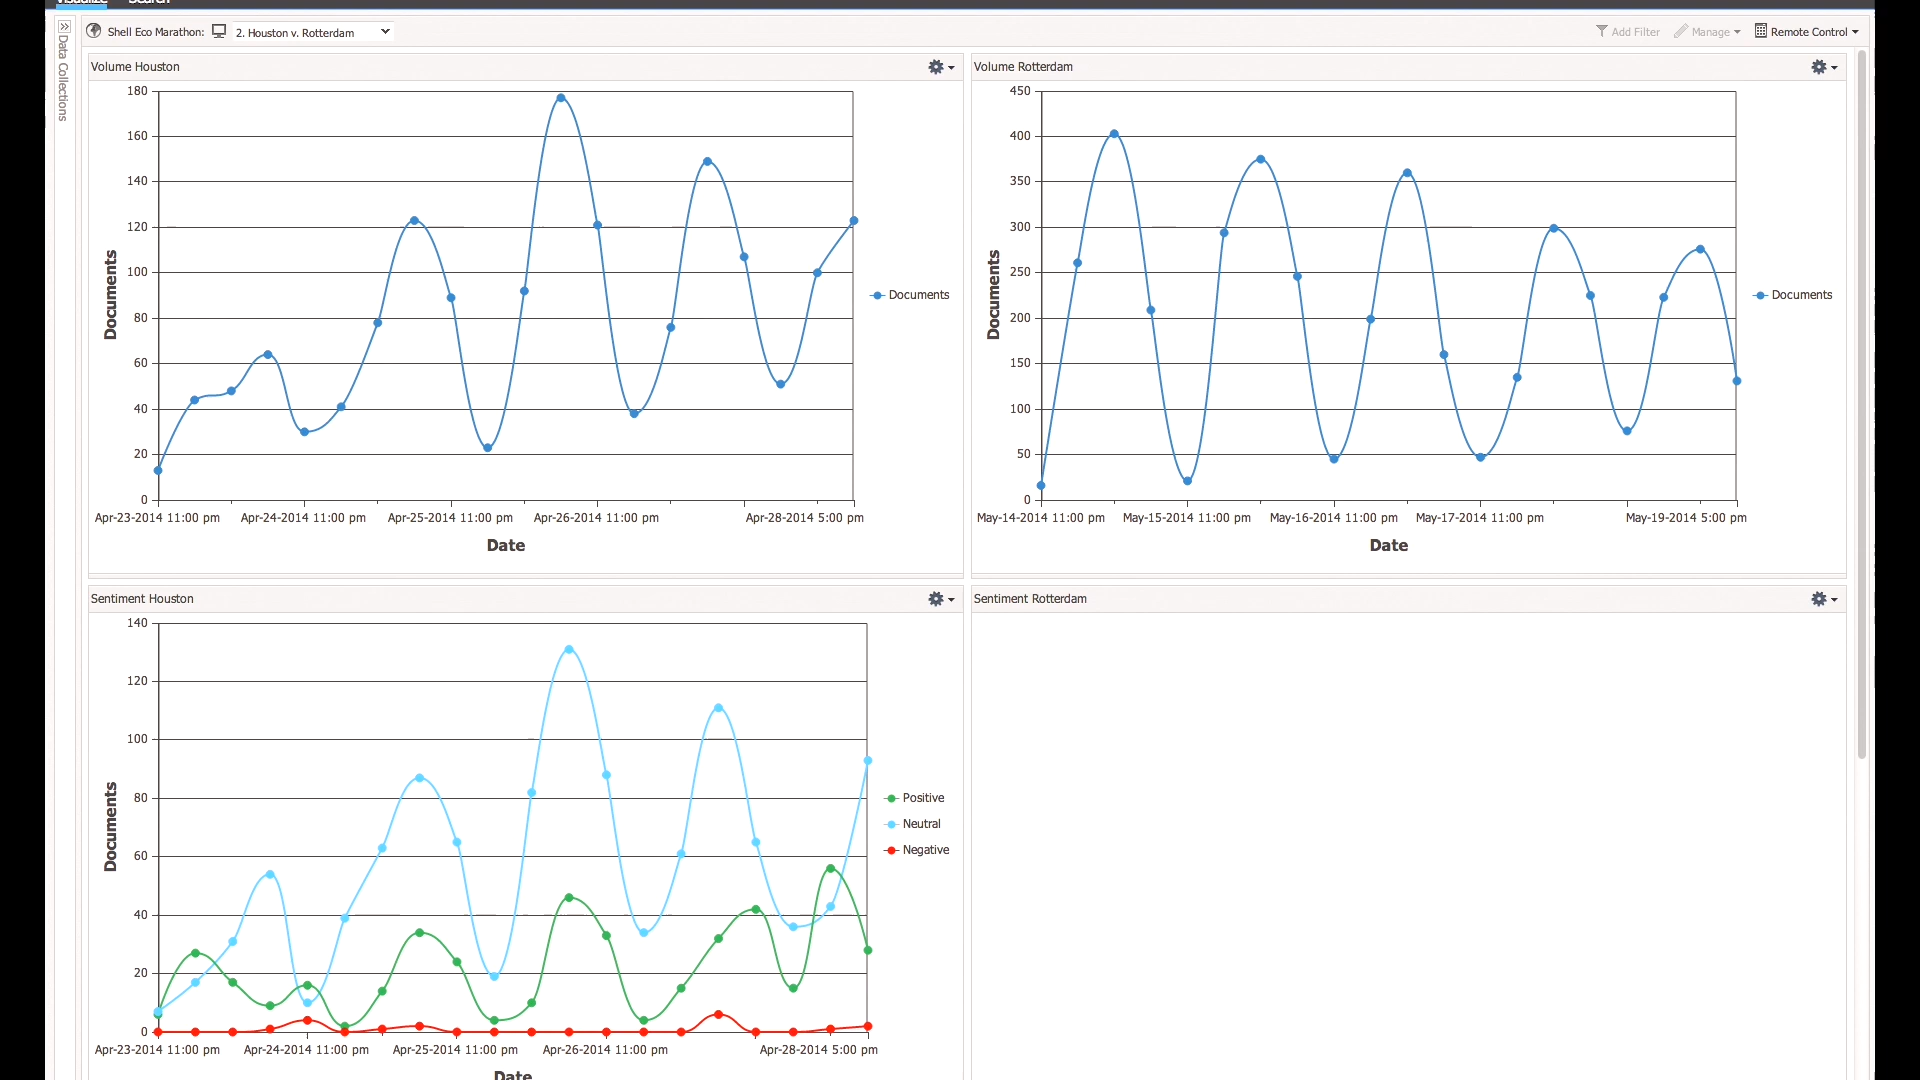 Visualize Search
Data Collections
Shell Eco Marathon: 2. Houston v. Rotterdam
Add Filter Manage Remote Control
Volume Houston
180
160
140
120
100
80
60
40
20
0
Documents
Documents
Apr-23-2014 11:00 pm Apr-24-2014 11:00 pm Apr-25-2014 11:00 pm Apr-26-2014 11:00 pm Apr-28-2014 5:00 pm
Date
Volume Rotterdam
450
400
350
300
250
200
150
100
50
0
Documents
Documents
May-14-2014 11:00 pm May-15-2014 11:00 pm May-16-2014 11:00 pm May-17-2014 11:00 pm May-19-2014 5:00 pm
Date
Sentiment Houston
140
120
100
80
60
40
20
0
Documents
Positive
Neutral
Negative
Apr-23-2014 11:00 pm Apr-24-2014 11:00 pm Apr-25-2014 11:00 pm Apr-26-2014 11:00 pm Apr-28-2014 5:00 pm
Date
Sentiment Rotterdam